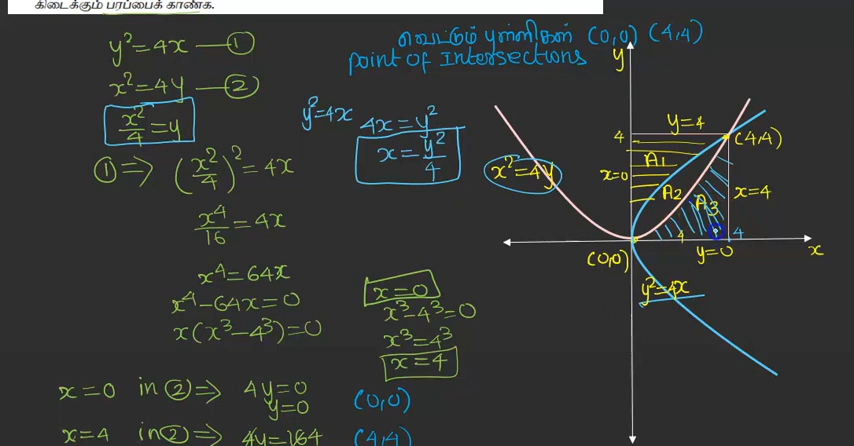 கிடைக்கும் பரப்பைக் காண்க.
y² = 4x — ①
x² = 4y — ②
x²/4 = y
① ⇒ (x²/4)² = 4x
x⁴/16 = 4x
x⁴ = 64x
x⁴ - 64x = 0
x(x³ - 4³) = 0
x = 0
x³ - 4³ = 0
x³ = 4³
x = 4
x = 0 in ② ⇒ 4y = 0
y = 0
(0,0)
x = 4 in ② ⇒ 4y =
(4,4)
y² = 4x
4x = y²
x = y²/4
வெட்டும் புள்ளிகள் (0,0) (4,4)
point of Intersections
y
y = 4
4
(4,4)
A₁
x = 0
A₂
x = 4
x² = 4y
A₃
4
4
(0,0)
y = 0
x
y² = 4x